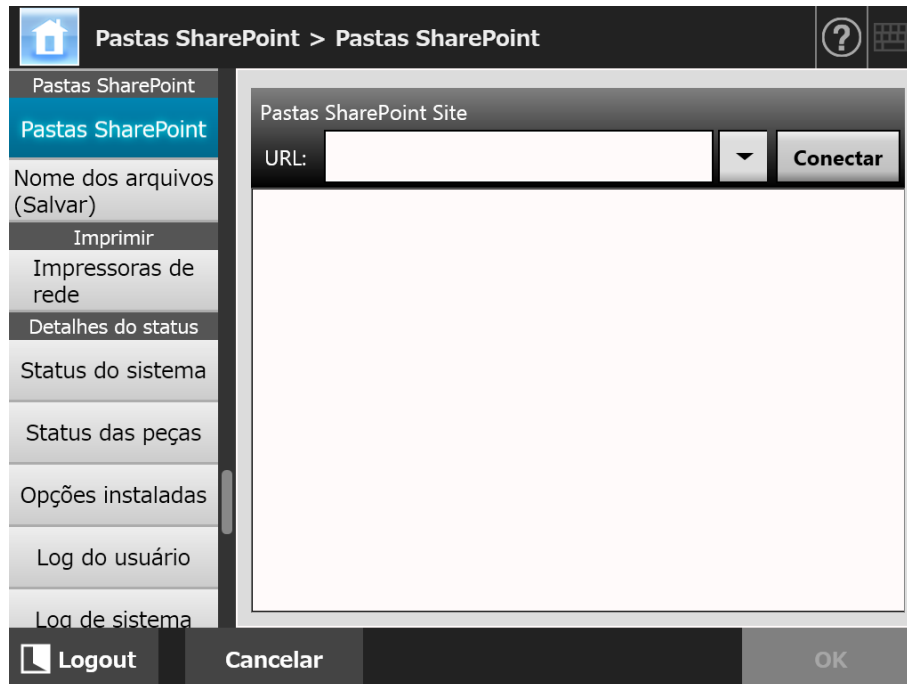 Pastas SharePoint > Pastas SharePoint
?
Pastas SharePoint
Pastas SharePoint
Nome dos arquivos
(Salvar)
Imprimir
Impressoras de
rede
Detalhes do status
Status do sistema
Status das peças
Opções instaladas
Log do usuário
Log de sistema
Pastas SharePoint Site
URL:
Conectar
Logout
Cancelar
OK